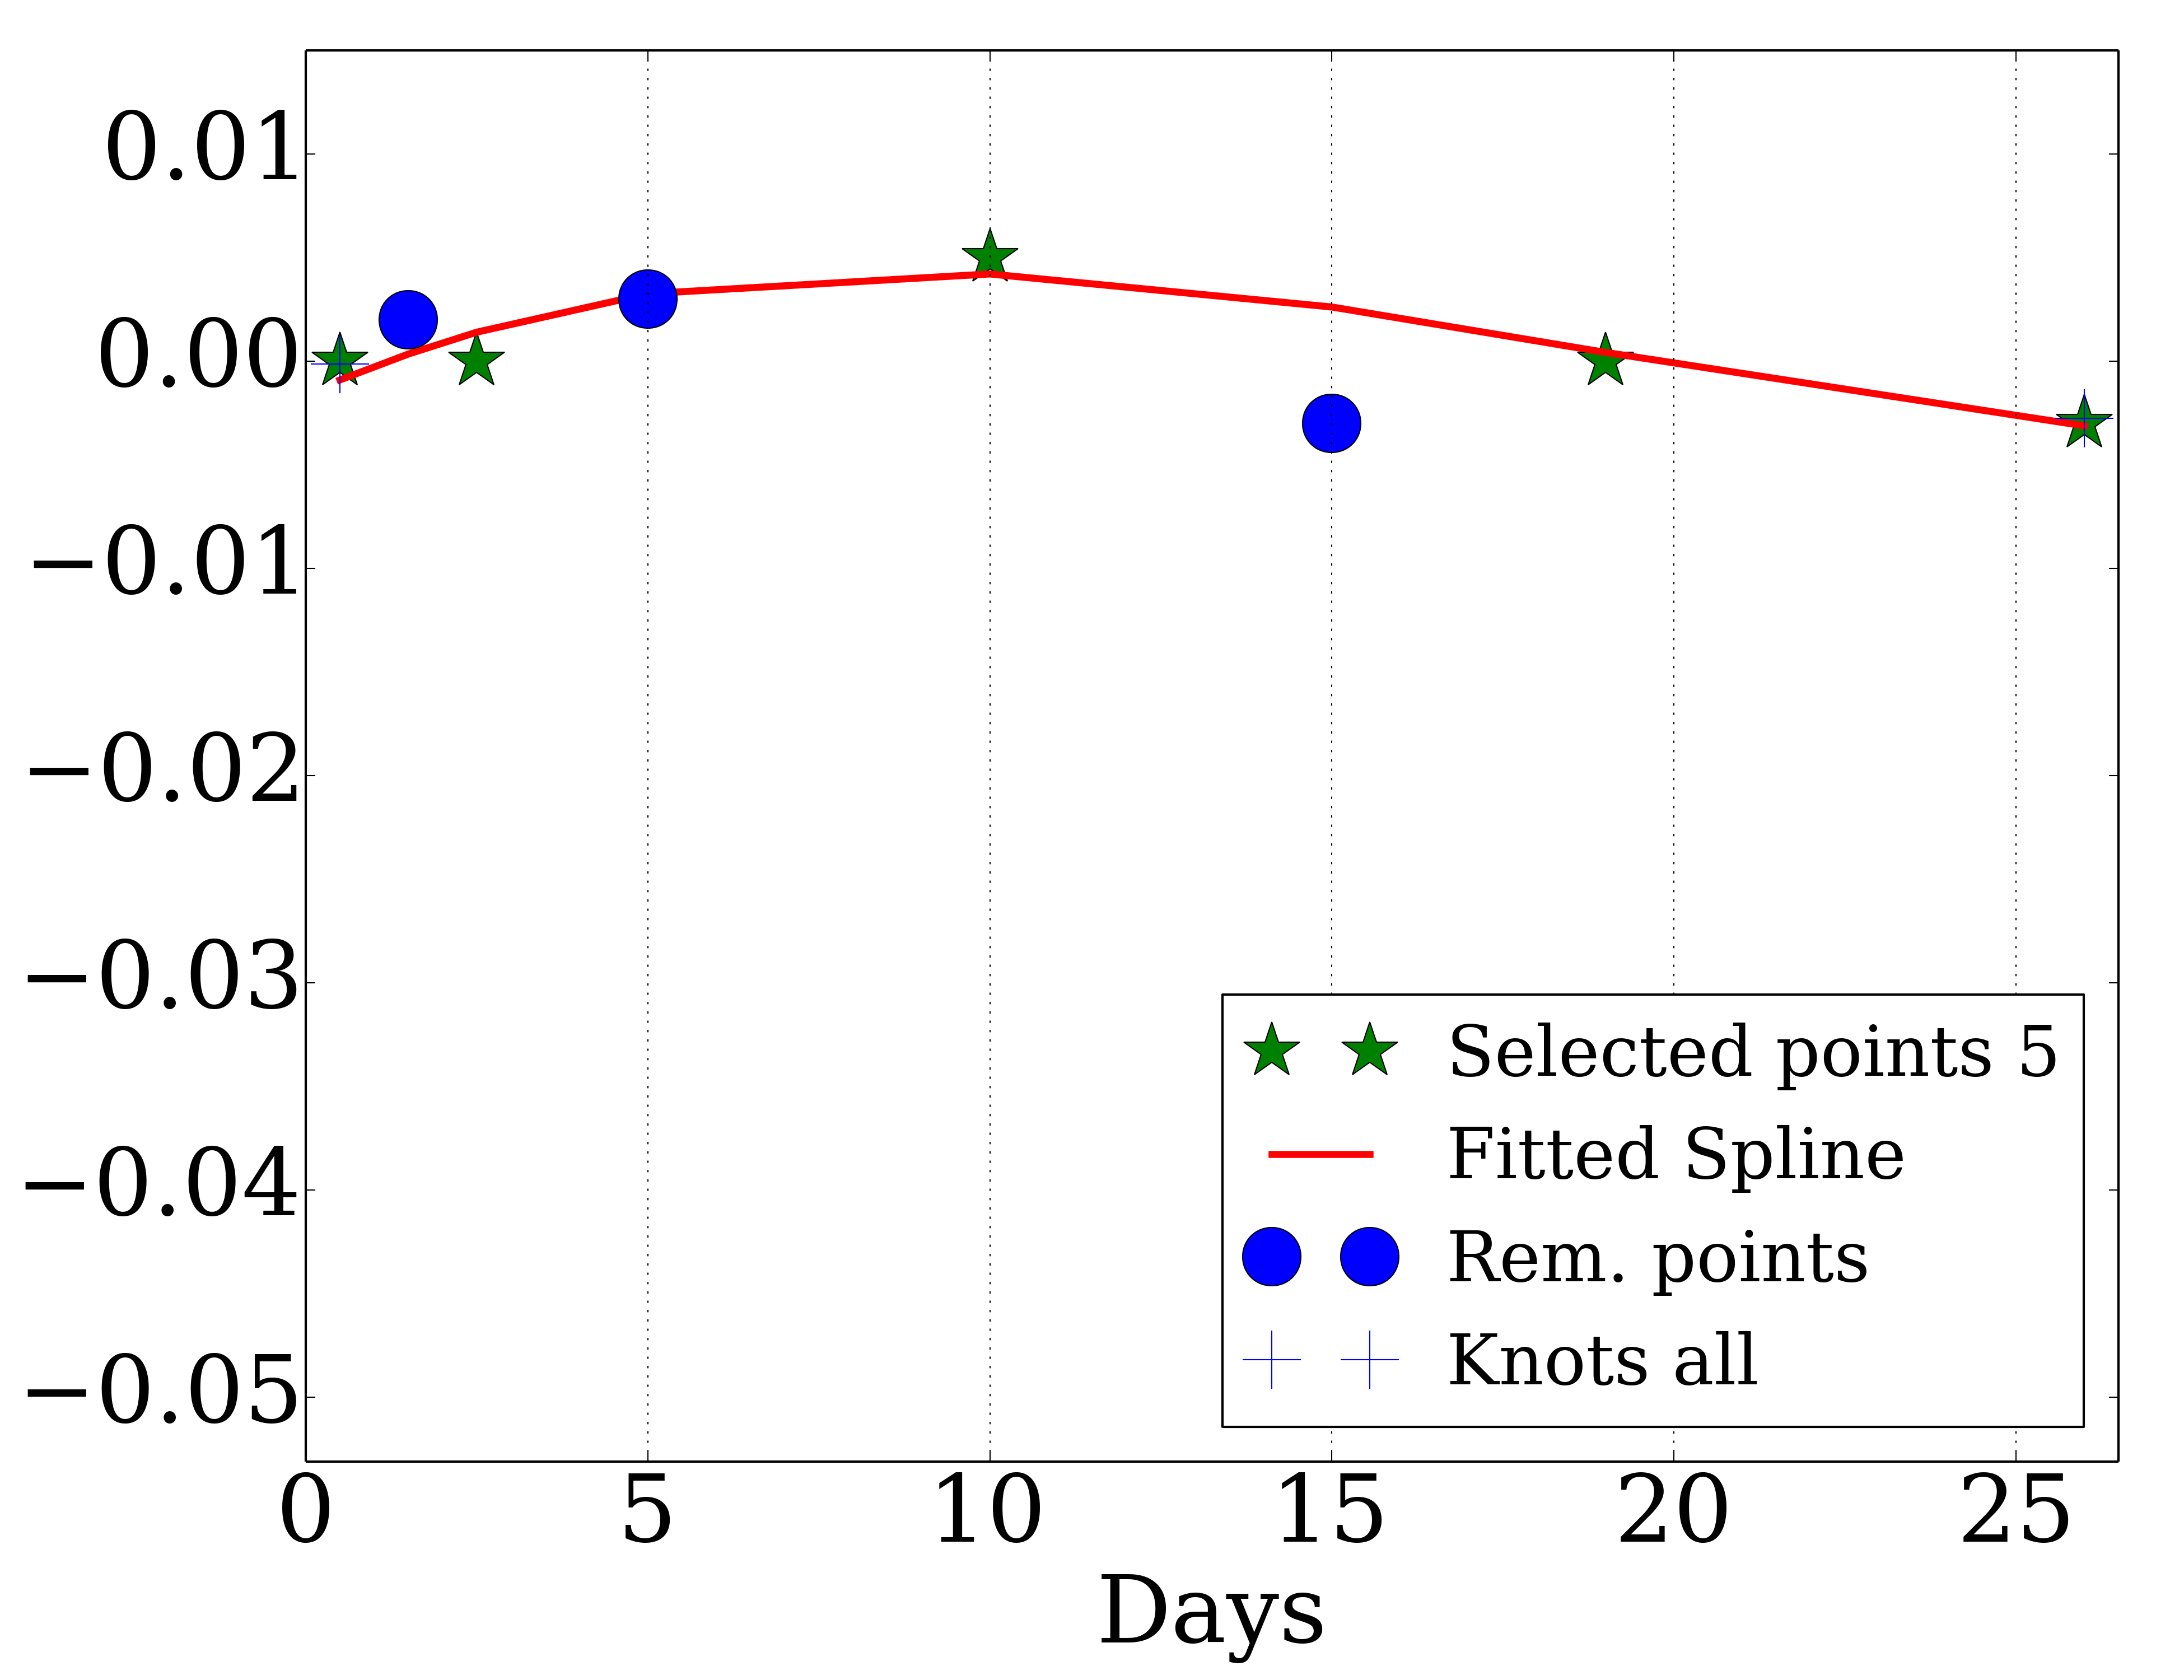 0.01
0.00
−0.01
−0.02
−0.03
−0.04
−0.05
Selected points 5
Fitted Spline
Rem. points
Knots all
0 5 10 15 20 25
Days